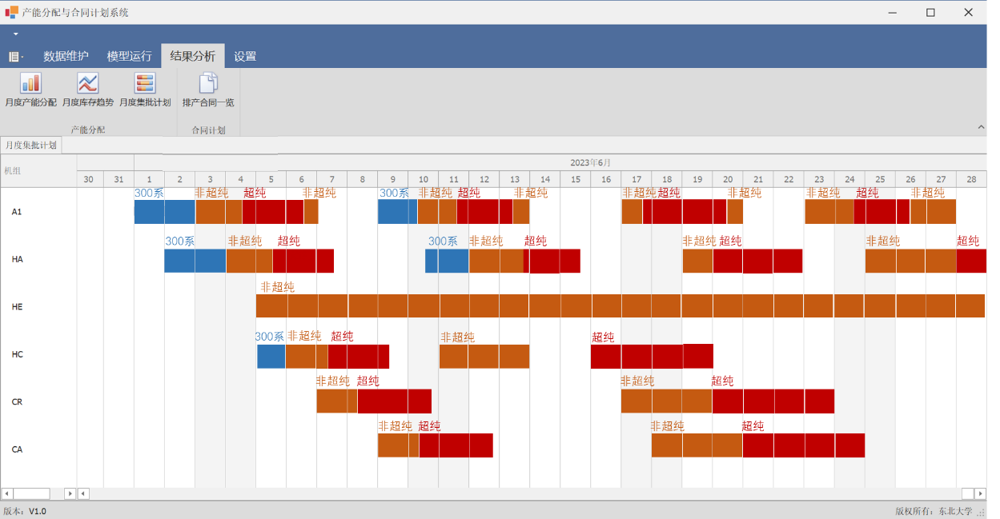 产能分配与合同计划系统
数据维护 模型运行 结果分析 设置
月度产能分配 月度库存趋势 月度集批计划 排产合同一览
产能分配 合同计划
月度集批计划
机组 2023年6月
30 31 1 2 3 4 5 6 7 8 9 10 11 12 13 14 15 16 17 18 19 20 21 22 23 24 25 26 27 28
300系 非超纯 超纯 非超纯 300系 非超纯 超纯 非超纯 非超纯 超纯 非超纯 非超纯 超纯 非超纯
A1
300系 非超纯 超纯 300系 非超纯 超纯 非超纯 超纯 非超纯 超纯
HA
非超纯
HE
300系 非超纯 超纯 非超纯 超纯
HC
非超纯 超纯 非超纯 超纯
CR
非超纯 超纯 非超纯 超纯
CA
版本：V1.0 版权所有：东北大学